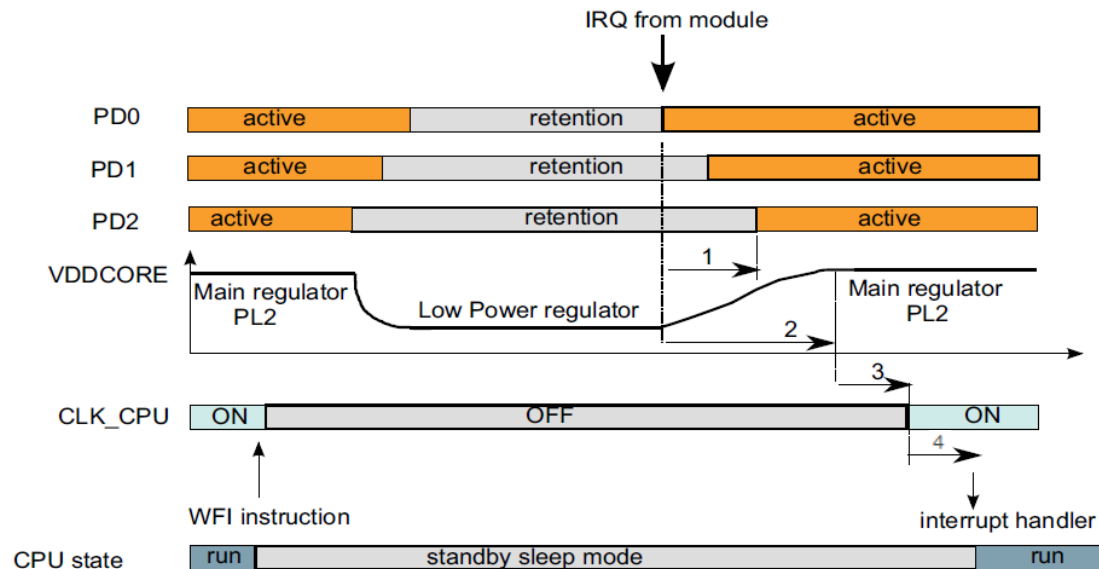 IRQ from module
PD0 active retention active
PD1 active retention active
PD2 active retention active
1
VDDCORE
Main regulator
PL2
Low Power regulator
Main regulator
PL2
2
3
CLK_CPU ON OFF ON
4
WFI instruction
interrupt handler
CPU state run standby sleep mode run